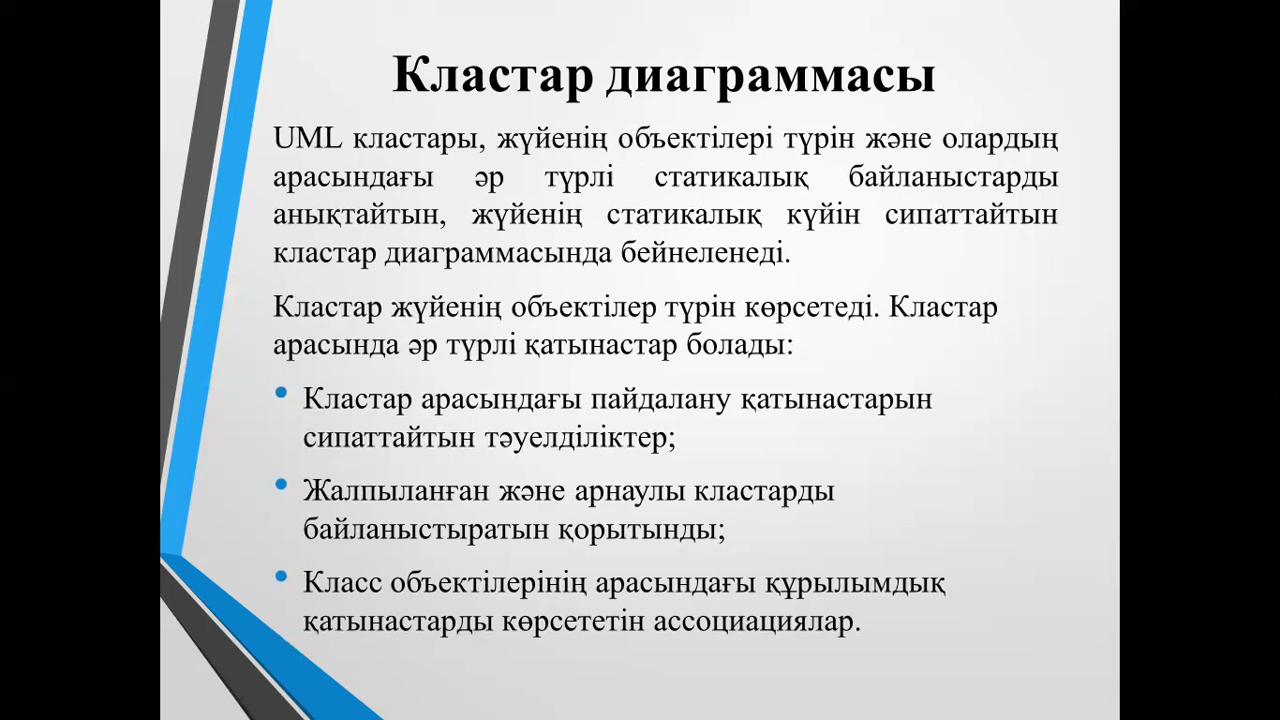 Кластар диаграммасы
UML кластары, жүйенің объектілері түрін және олардың
арасындағы әр түрлі статикалық байланыстарды
анықтайтын, жүйенің статикалық күйін сипаттайтын
кластар диаграммасында бейнеленеді.
Кластар жүйенің объектілер түрін көрсетеді. Кластар
арасында әр түрлі қатынастар болады:
• Кластар арасындағы пайдалану қатынастарын
сипаттайтын тәуелділіктер;
• Жалпыланған және арнаулы кластарды
байланыстыратын қорытынды;
• Класс объектілерінің арасындағы құрылымдық
қатынастарды көрсететін ассоциациялар.